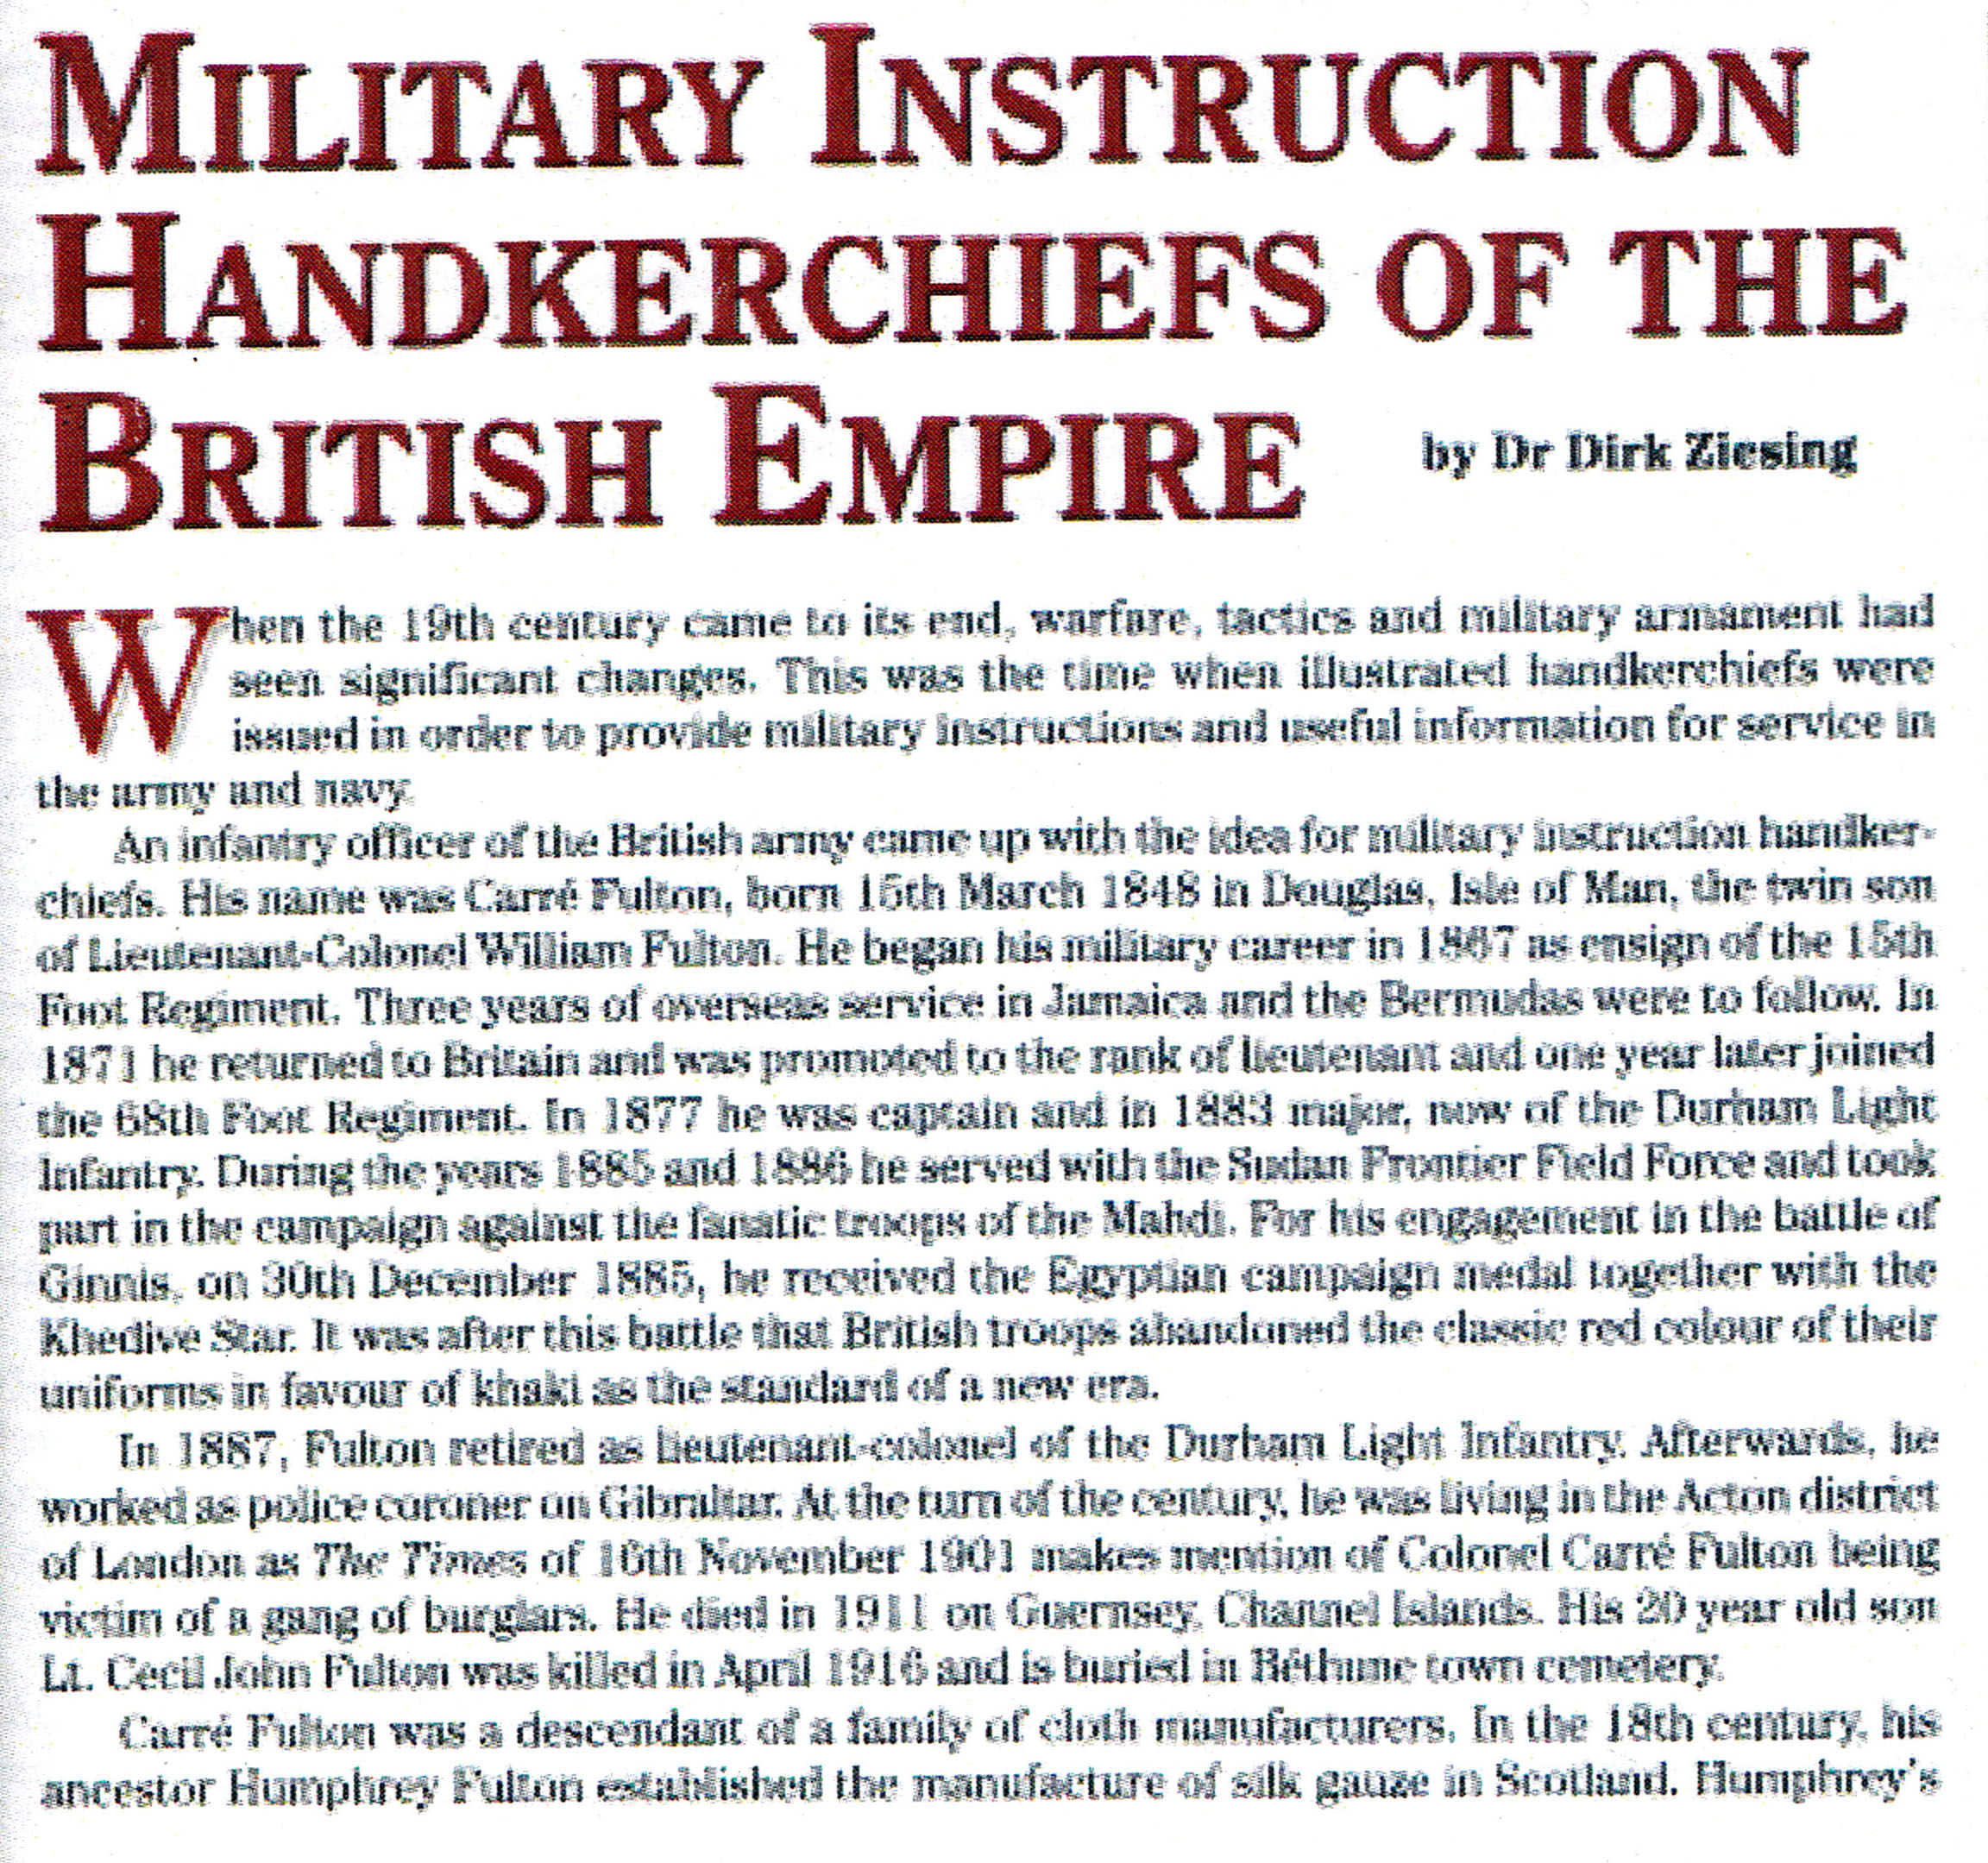 MILITARY INSTRUCTION
HANDKERCHIEFS OF THE
BRITISH EMPIRE
by Dr Dirk Ziesing
When the 19th century came to its end, warfare, tactics and military armament had
seen significant changes. This was the time when illustrated handkerchiefs were
issued in order to provide military instructions and useful information for service in
the army and navy.
An infantry officer of the British army came up with the idea for military instruction handker-
chiefs. His name was Carré Fulton, born 15th March 1848 in Douglas, Isle of Man, the twin son
of Lieutenant-Colonel William Fulton. He began his military career in 1867 as ensign of the 15th
Foot Regiment. Three years of overseas service in Jamaica and the Bermudas were to follow. In
1871 he returned to Britain and was promoted to the rank of lieutenant and one year later joined
the 68th Foot Regiment. In 1877 he was captain and in 1883 major, now of the Durham Light
Infantry. During the years 1885 and 1886 he served with the Sudan Frontier Field Force and took
part in the campaign against the fanatic troops of the Mahdi. For his engagement in the battle of
Ginnis, on 30th December 1885, he received the Egyptian campaign medal together with the
Khedive Star. It was after this battle that British troops abandoned the classic red colour of their
uniforms in favour of khaki as the standard of a new era.
In 1887, Fulton retired as lieutenant-colonel of the Durham Light Infantry. Afterwards, he
worked as police coroner on Gibraltar. At the turn of the century, he was living in the Acton district
of London as The Times of 16th November 1901 makes mention of Colonel Carré Fulton being
victim of a gang of burglars. He died in 1911 on Guernsey, Channel Islands. His 20 year old son
Lt. Cecil John Fulton was killed in April 1916 and is buried in Béthune town cemetery.
Carré Fulton was a descendant of a family of cloth manufacturers. In the 18th century, his
ancestor Humphrey Fulton established the manufacture of silk gauze in Scotland. Humphrey's